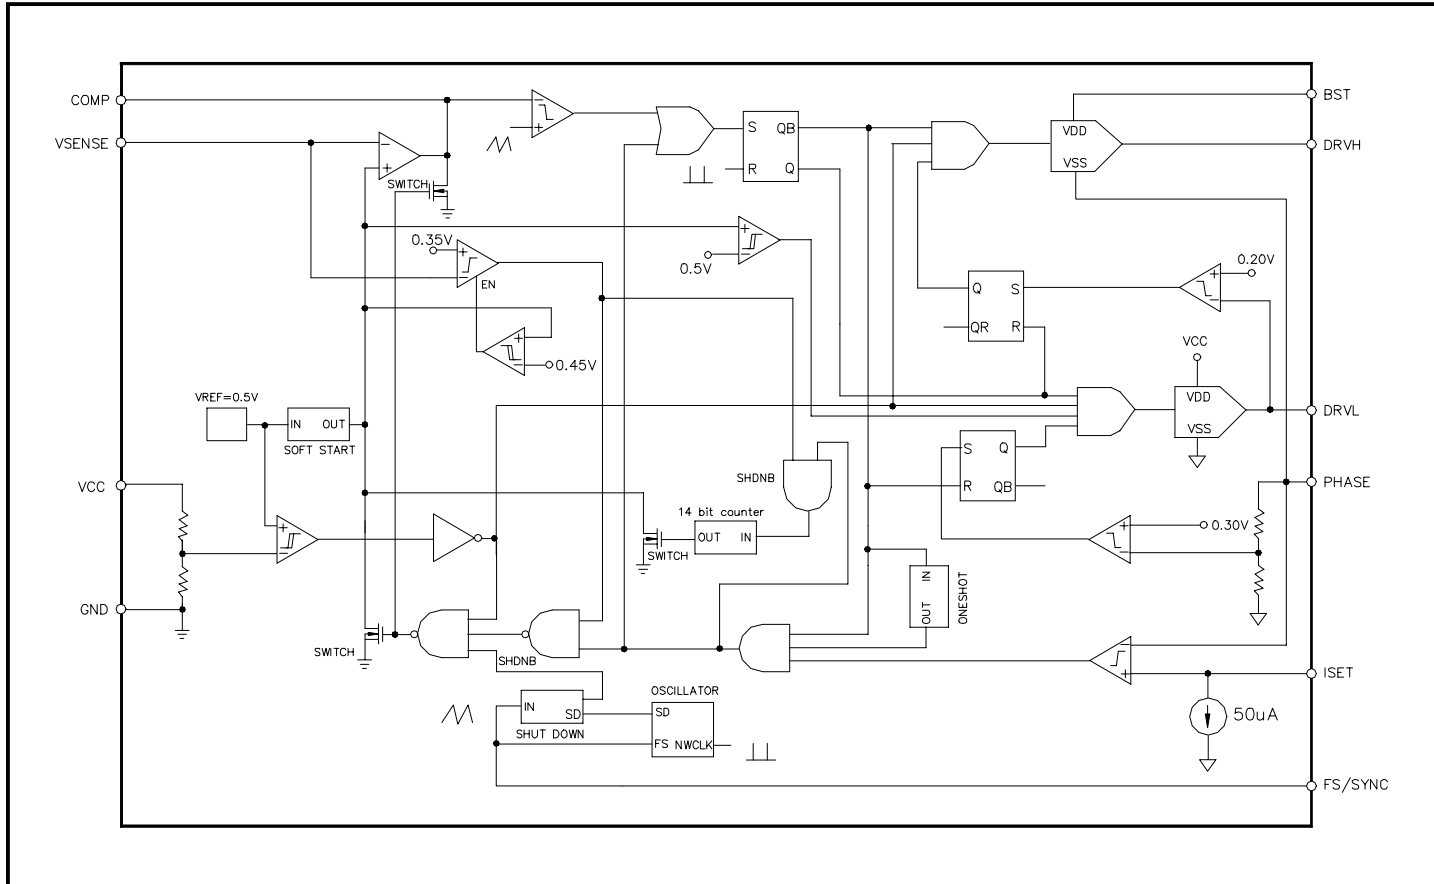 COMP
BST
VSENSE
DRVH
S QB
R Q
VDD
VSS
SWITCH
0.35V
EN
0.5V
0.20V
Q S
QR R
0.45V
VCC
VREF=0.5V
IN OUT
SOFT START
VDD
VSS
DRVL
S Q
R QB
SHDNB
VCC
PHASE
14 bit counter
OUT IN
SWITCH
0.30V
IN
OUT
ONESHOT
GND
SWITCH
SHDNB
IN
SD
SHUT DOWN
OSCILLATOR
SD
FS NWCLK
ISET
50uA
FS/SYNC